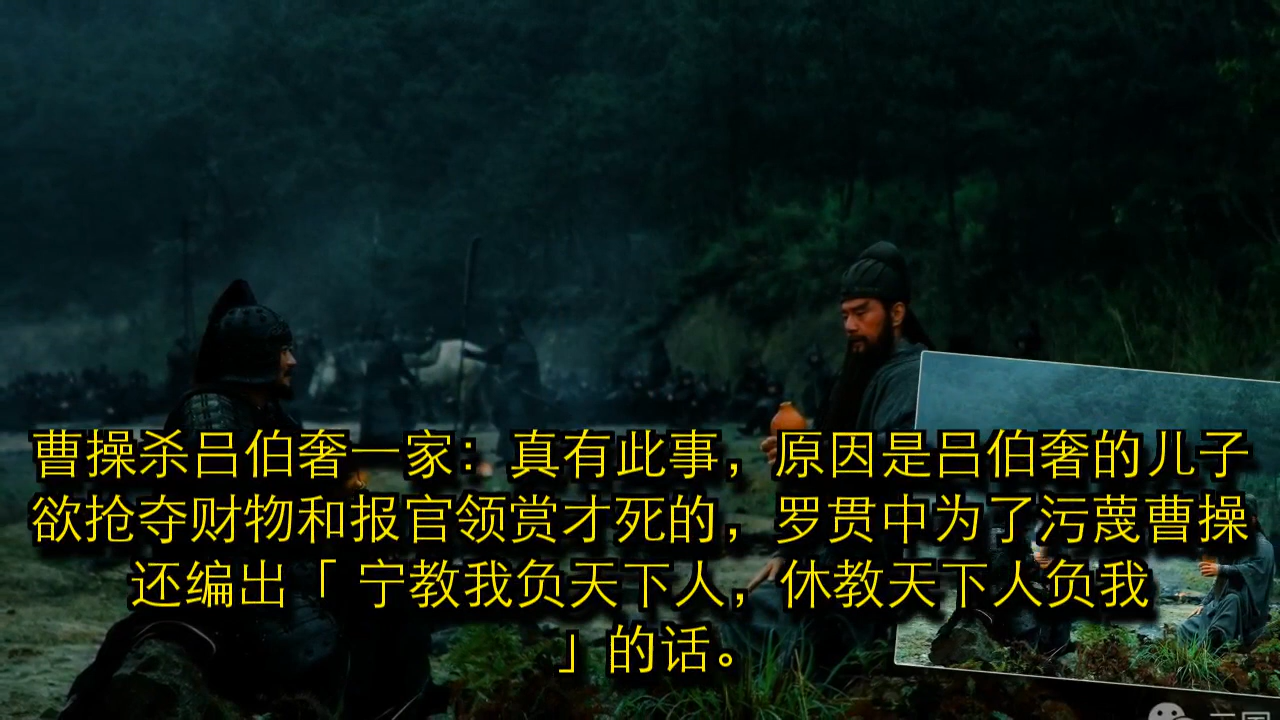 曹操杀吕伯奢一家：真有此事，原因是吕伯奢的儿子
欲抢夺财物和报官领赏才死的，罗贯中为了污蔑曹操
还编出「 宁教我负天下人，休教天下人负我
」的话。